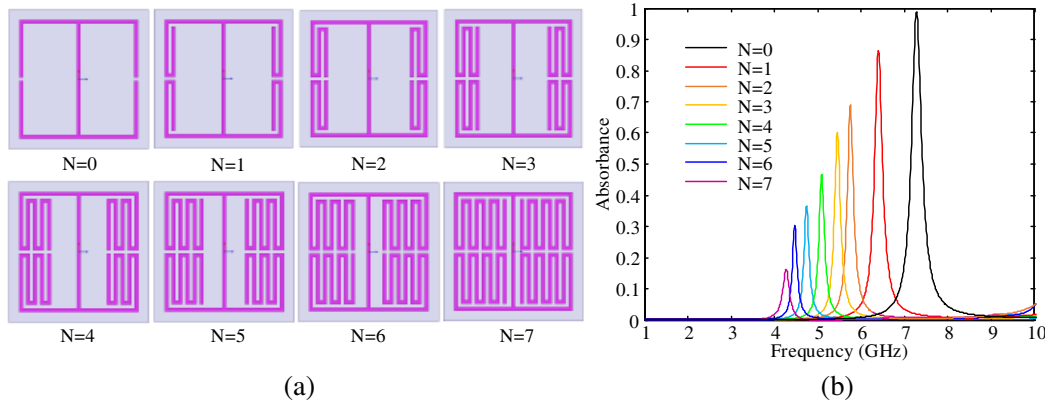 N=0 N=1 N=2 N=3
N=4 N=5 N=6 N=7
(a)
Absorbance
1
0.9
0.8
0.7
0.6
0.5
0.4
0.3
0.2
0.1
0
N=0
N=1
N=2
N=3
N=4
N=5
N=6
N=7
1 2 3 4 5 6 7 8 9 10
Frequency (GHz)
(b)